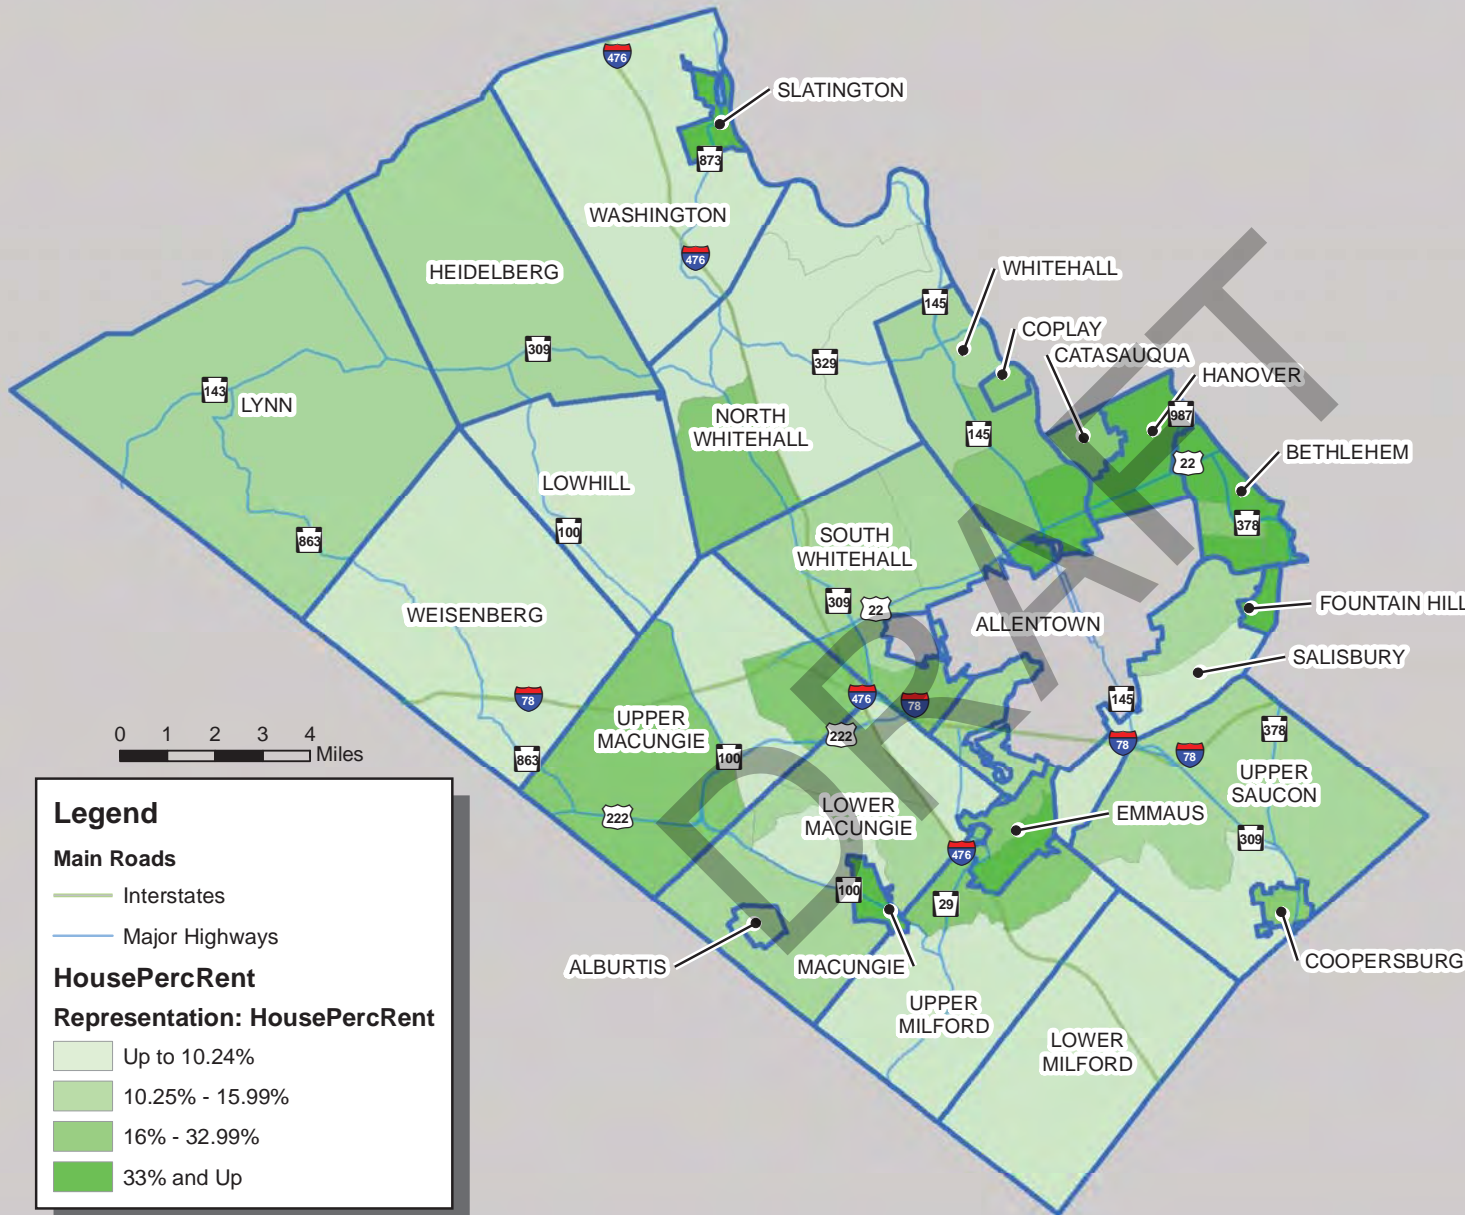 476
SLATINGTON
873
WASHINGTON
476
HEIDELBERG
WHITEHALL
145
COPLAY
CATASAUQUA
309
329
HANOVER
143
LYNN
987
NORTH
WHITEHALL
145
BETHLEHEM
22
LOWHILL
378
100
863
SOUTH
WHITEHALL
309
22
FOUNTAIN HILL
WEISENBERG
ALLENTOWN
SALISBURY
78
476
78
145
UPPER
MACUNGIE
222
378
78
78
863
100
0 1 2 3 4
Miles
UPPER
SAUCON
222
LOWER
MACUNGIE
EMMAUS
309
476
100
29
ALBURTIS
MACUNGIE
COOPERSBURG
UPPER
MILFORD
LOWER
MILFORD
DRAFT
Legend
Main Roads
Interstates
Major Highways
HousePercRent
Representation: HousePercRent
Up to 10.24%
10.25% - 15.99%
16% - 32.99%
33% and Up